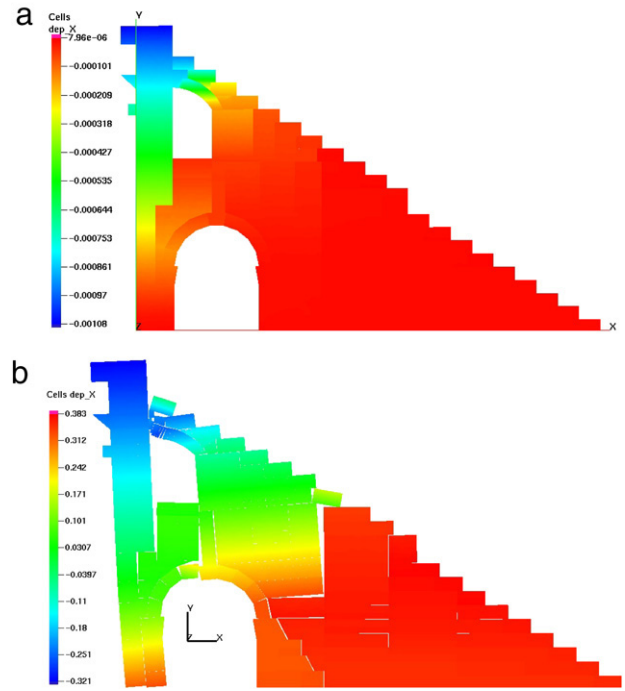 a
Cells
dep_X
-7.96e-06
-0.000101
-0.000209
-0.000318
-0.000427
-0.000535
-0.000644
-0.000753
-0.000861
-0.00097
-0.00108
Y
Z
X
b
Cells dep_X
0.383
0.312
0.242
0.171
0.101
0.0307
-0.0397
-0.11
-0.18
-0.251
-0.321
Y
Z
X